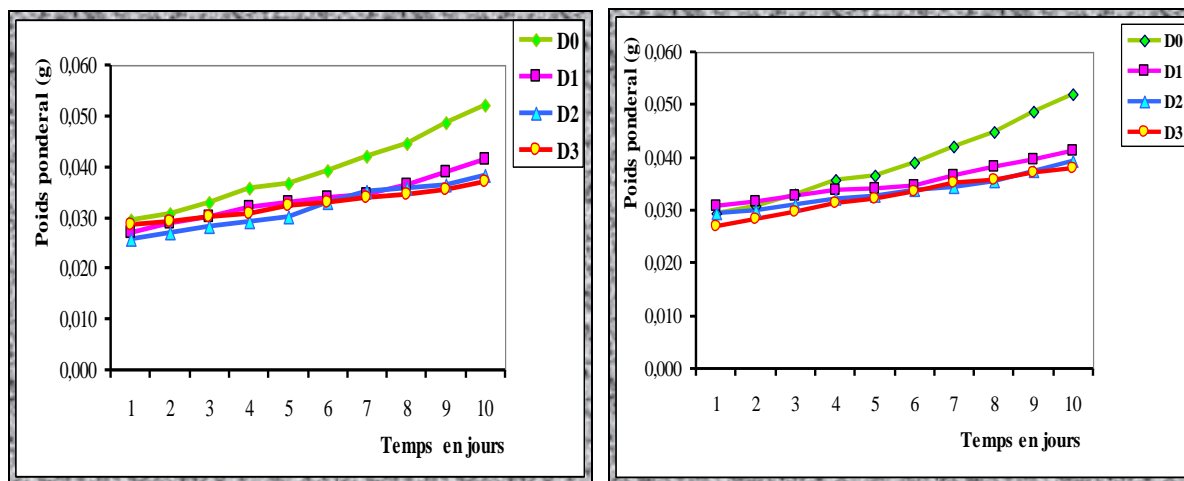 Poids ponderal (g)
0,060
0,050
0,040
0,030
0,020
0,010
0,000
1 2 3 4 5 6 7 8 9 10
Temps en jours
D0
D1
D2
D3
Poids ponderal (g)
0,060
0,050
0,040
0,030
0,020
0,010
0,000
1 2 3 4 5 6 7 8 9 10
Temps en jours
D0
D1
D2
D3